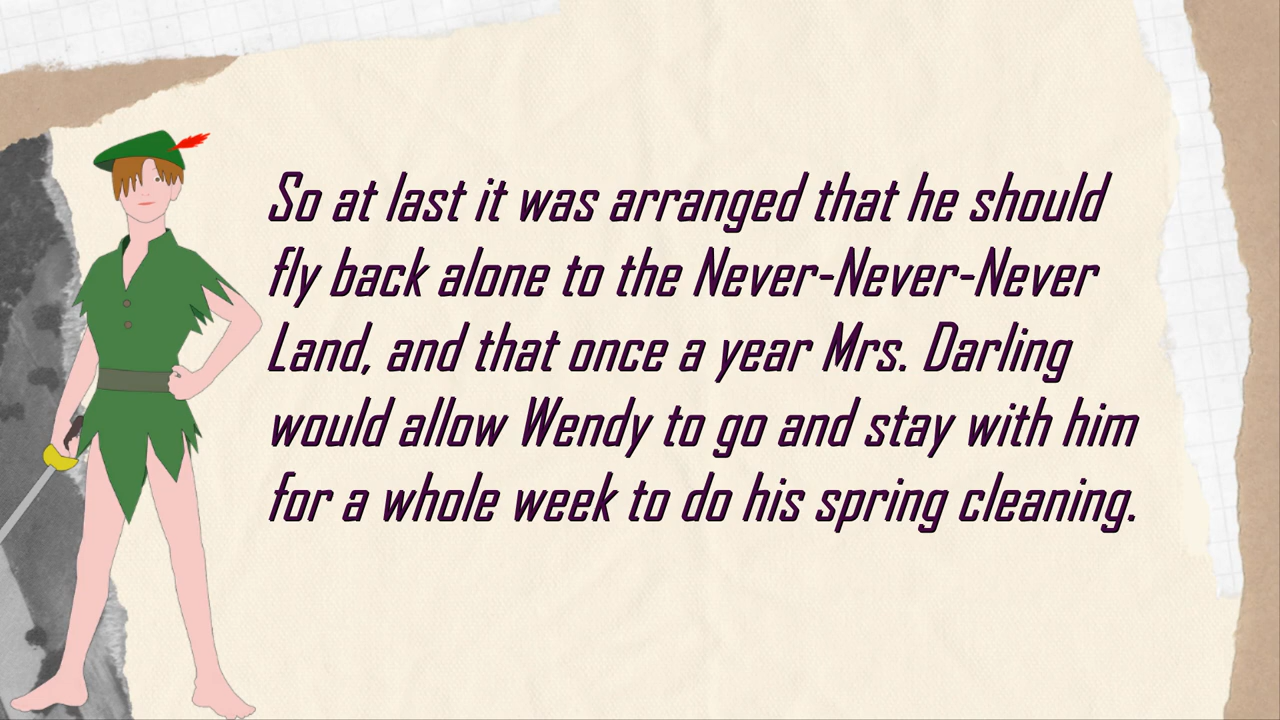 So at last it was arranged that he should
fly back alone to the Never-Never-Never
Land, and that once a year Mrs. Darling
would allow Wendy to go and stay with him
for a whole week to do his spring cleaning.